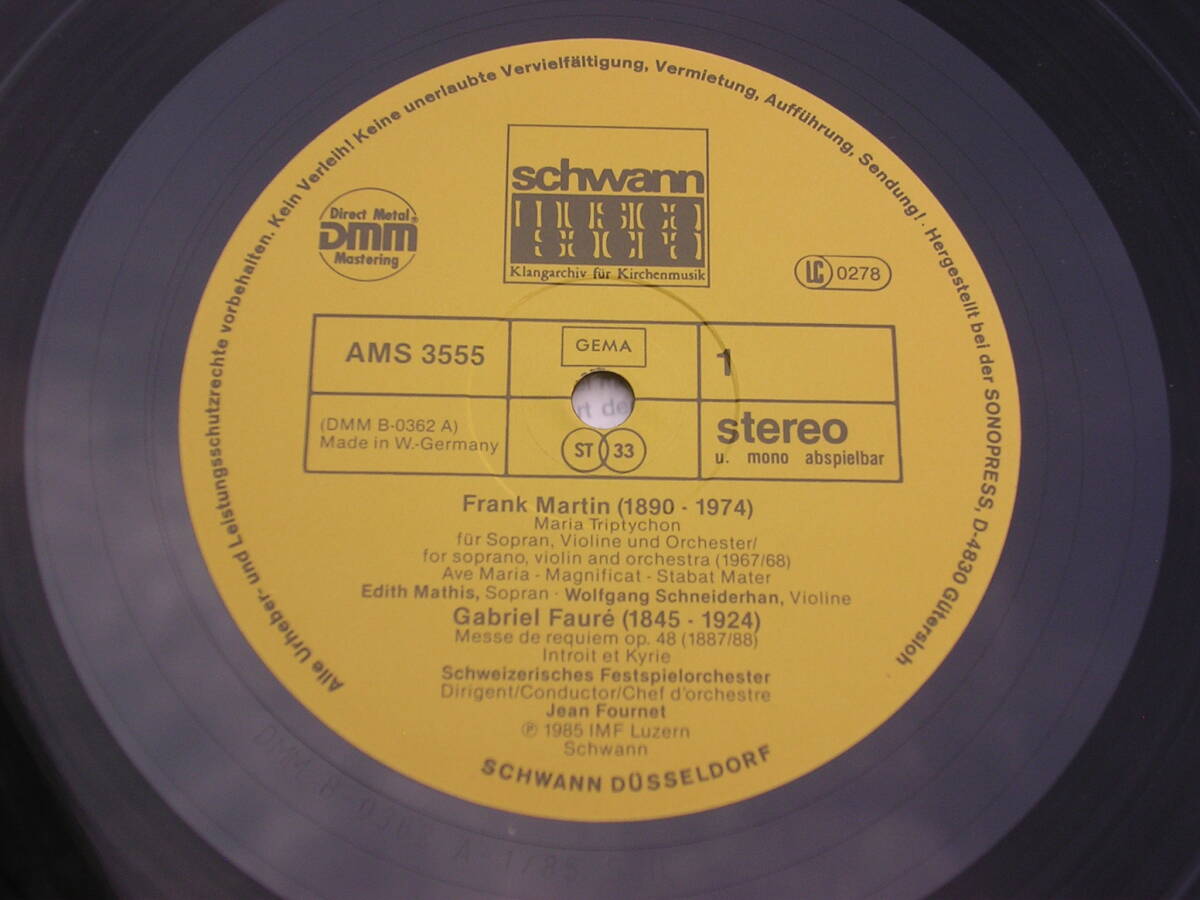 Alle Urheber- und Leistungsschutzrechte vorbehalten. Kein Verleih! Keine unerlaubte Vervielfältigung, Vermietung, Aufführung, Sendung! · Hergestellt bei der SONOPRESS, D-4830 Gütersloh
schwann
MUSICA
SACRA
Klangarchiv für Kirchenmusik
Direct Metal
DMM®
Mastering
LC 0278
AMS 3555
GEMA
1
(DMM B-0362 A)
Made in W.-Germany
rt de
ST 33
stereo
u. mono abspielbar
Frank Martin (1890 - 1974)
Maria Triptychon
für Sopran, Violine und Orchester/
for soprano, violin and orchestra (1967/68)
Ave Maria - Magnificat - Stabat Mater
Edith Mathis, Sopran · Wolfgang Schneiderhan, Violine
Gabriel Fauré (1845 - 1924)
Messe de requiem op. 48 (1887/88)
Introit et Kyrie
Schweizerisches Festspielorchester
Dirigent/Conductor/Chef d'orchestre
Jean Fournet
℗ 1985 IMF Luzern
Schwann
SCHWANN DÜSSELDORF